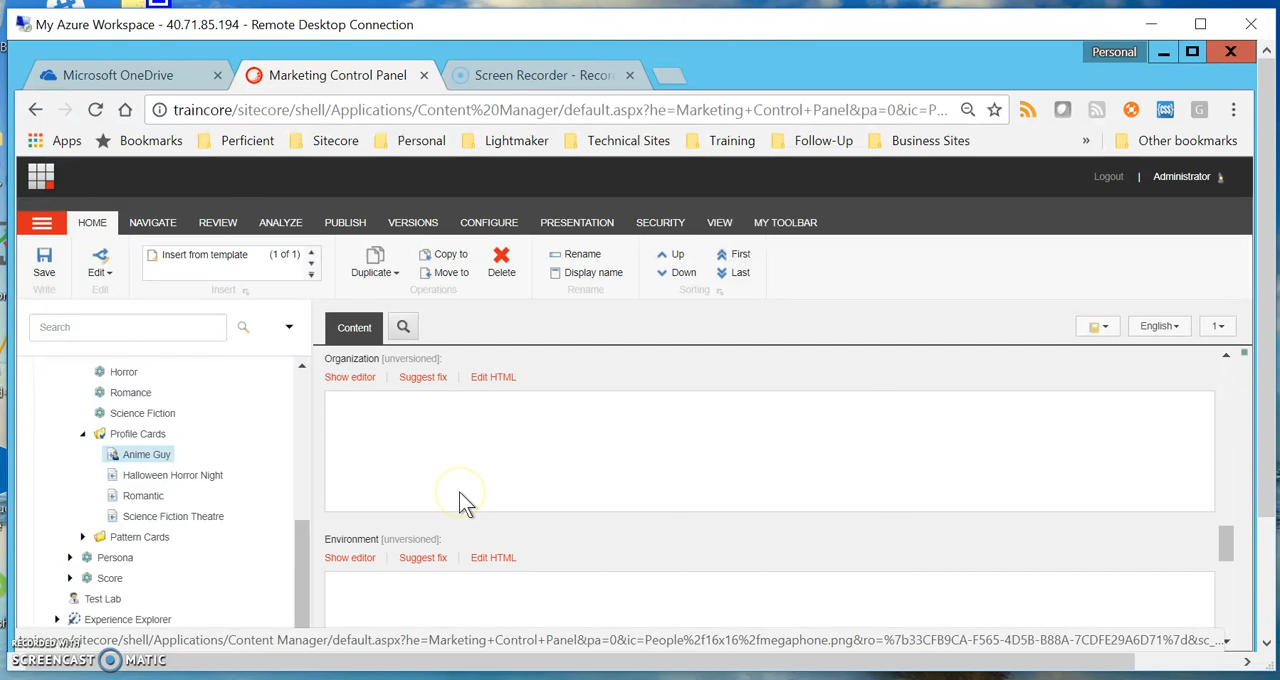 My Azure Workspace - 40.71.85.194 - Remote Desktop Connection
Personal
Microsoft OneDrive
Marketing Control Panel
Screen Recorder - Recor
traincore/sitecore/shell/Applications/Content%20Manager/default.aspx?he=Marketing+Control+Panel&pa=0&ic=P...
Apps Bookmarks Perficient Sitecore Personal Lightmaker Technical Sites Training Follow-Up Business Sites » Other bookmarks
Logout | Administrator
HOME NAVIGATE REVIEW ANALYZE PUBLISH VERSIONS CONFIGURE PRESENTATION SECURITY VIEW MY TOOLBAR
Insert from template (1 of 1) Copy to Rename Up First
Save Edit Duplicate Move to Delete Display name Down Last
Write Edit Insert Operations Rename Sorting
Search Content English 1
Organization [unversioned]:
Show editor | Suggest fix | Edit HTML
Horror
Romance
Science Fiction
Profile Cards
Anime Guy
Halloween Horror Night
Romantic
Science Fiction Theatre
Pattern Cards
Environment [unversioned]:
Show editor | Suggest fix | Edit HTML
Persona
Score
Test Lab
Experience Explorer
traincore/sitecore/shell/Applications/Content Manager/default.aspx?he=Marketing+Control+Panel&pa=0&ic=People%2f16x16%2fmegaphone.png&ro=%7b33CFB9CA-F565-4D5B-B88A-7CDFE29A6D71%7d&sc_...
RECORDED WITH
SCREENCAST MATIC